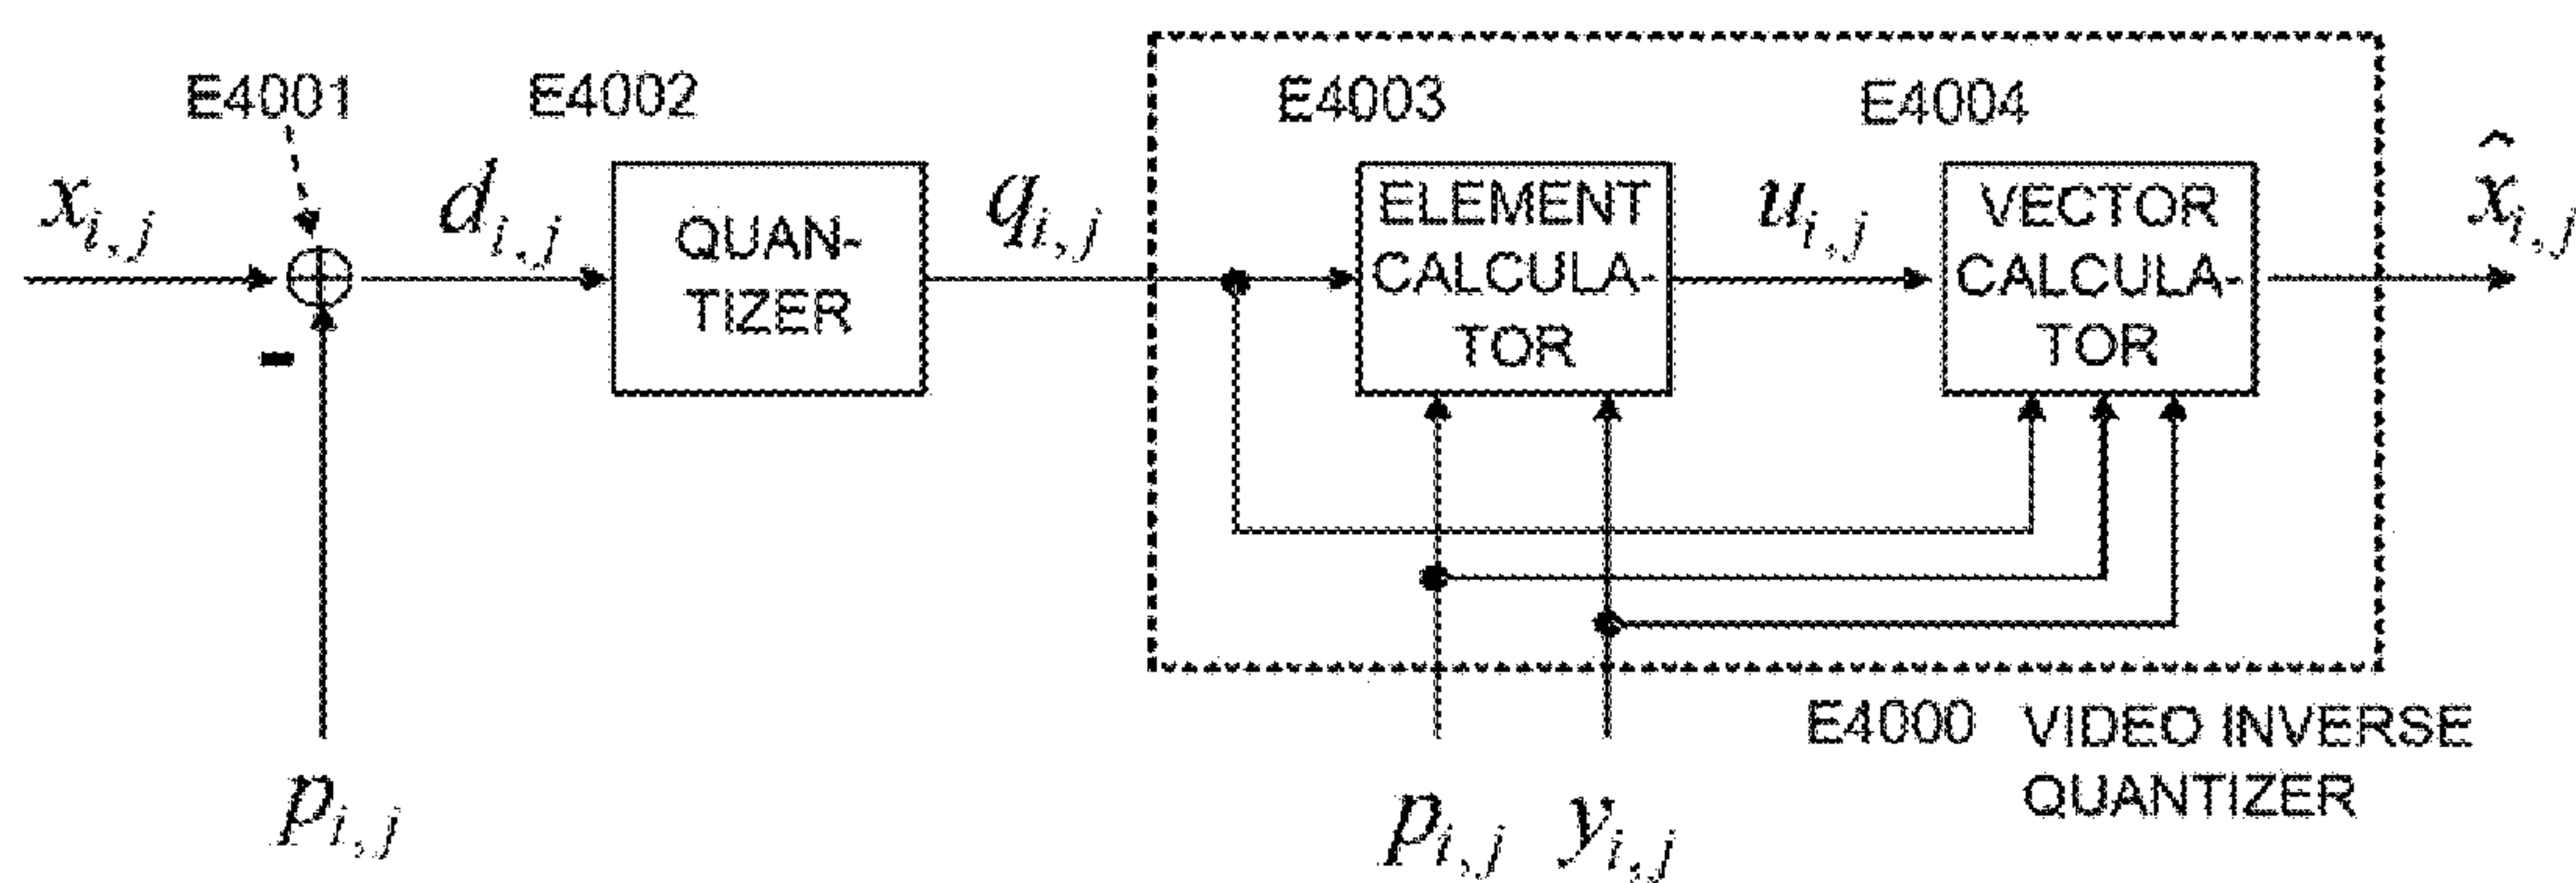 E4001
E4002
E4003
E4004
x_{i,j}
d_{i,j}
QUAN-
TIZER
q_{i,j}
ELEMENT
CALCULA-
TOR
u_{i,j}
VECTOR
CALCULA-
TOR
\hat{x}_{i,j}
-
p_{i,j}
p_{i,j}
y_{i,j}
E4000 VIDEO INVERSE
QUANTIZER